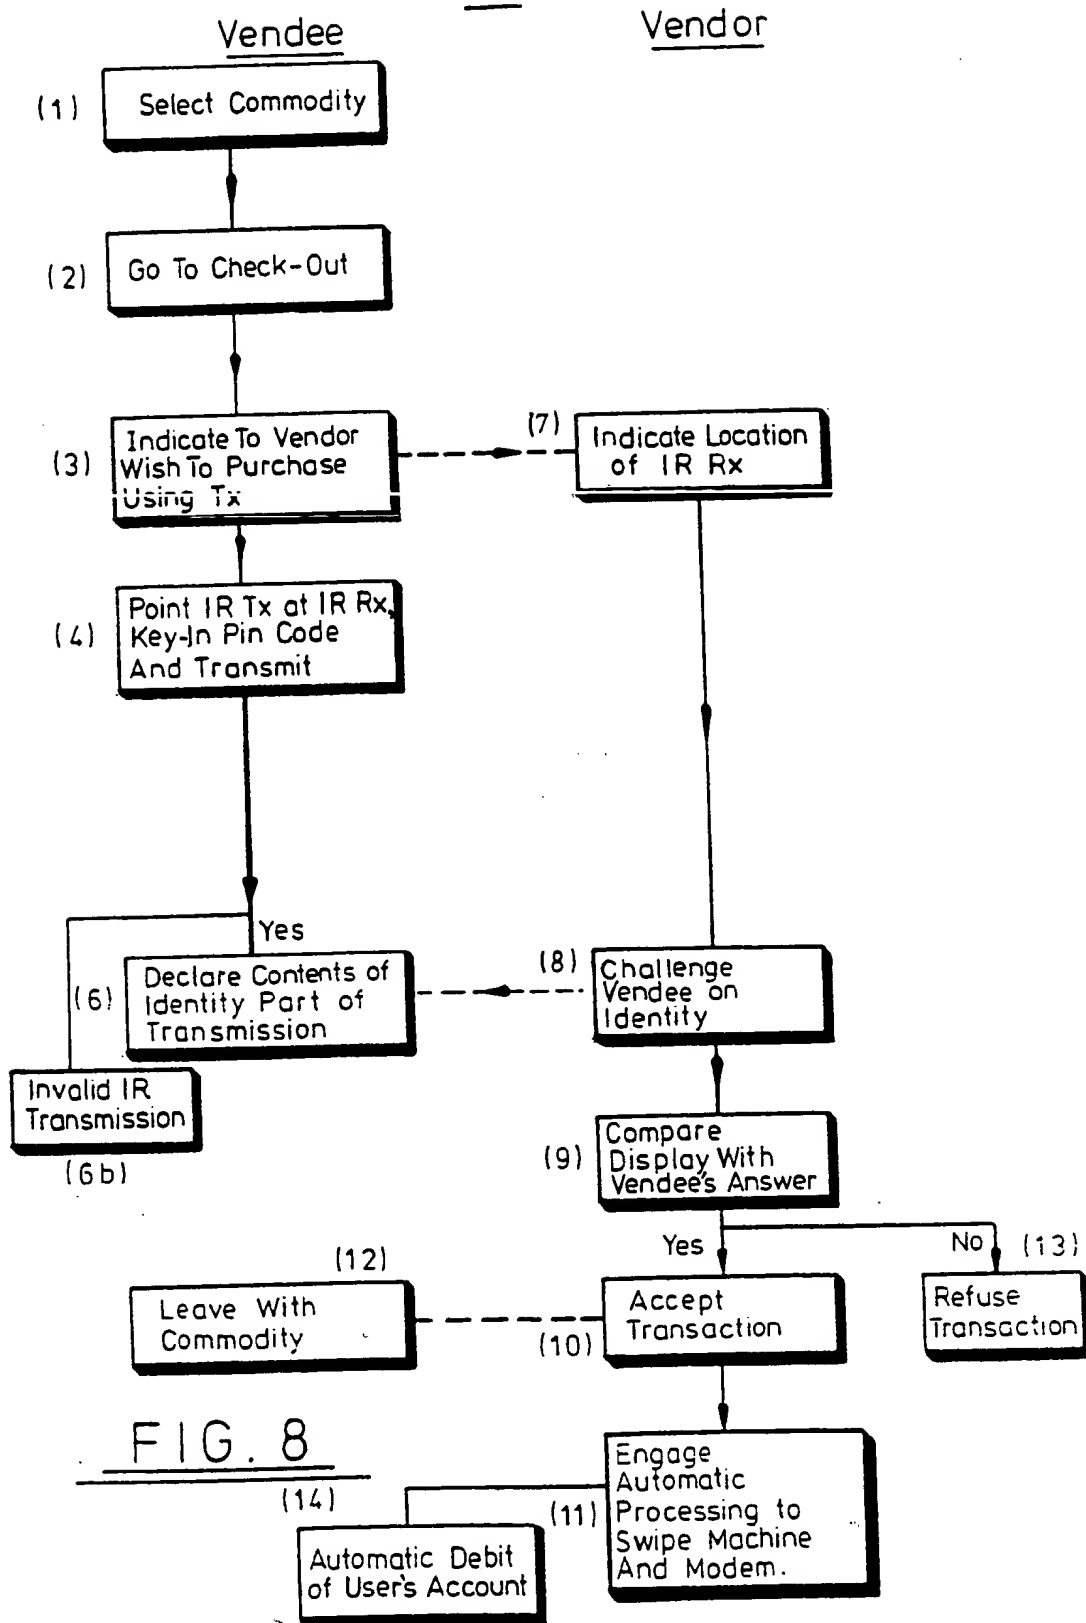 Vendee
Vendor
(1)
Select Commodity
(2)
Go To Check-Out
(3)
Indicate To Vendor
Wish To Purchase
Using Tx
(7)
Indicate Location
of IR Rx
(4)
Point IR Tx at IR Rx,
Key-In Pin Code
And Transmit
Yes
(6)
Declare Contents of
Identity Part of
Transmission
(8)
Challenge
Vendee on
Identity
Invalid IR
Transmission
(6b)
(9)
Compare
Display With
Vendee's Answer
Yes
No
(13)
(12)
Leave With
Commodity
(10)
Accept
Transaction
Refuse
Transaction
FIG. 8
(14)
Automatic Debit
of User's Account
(11)
Engage
Automatic
Processing to
Swipe Machine
And Modem.